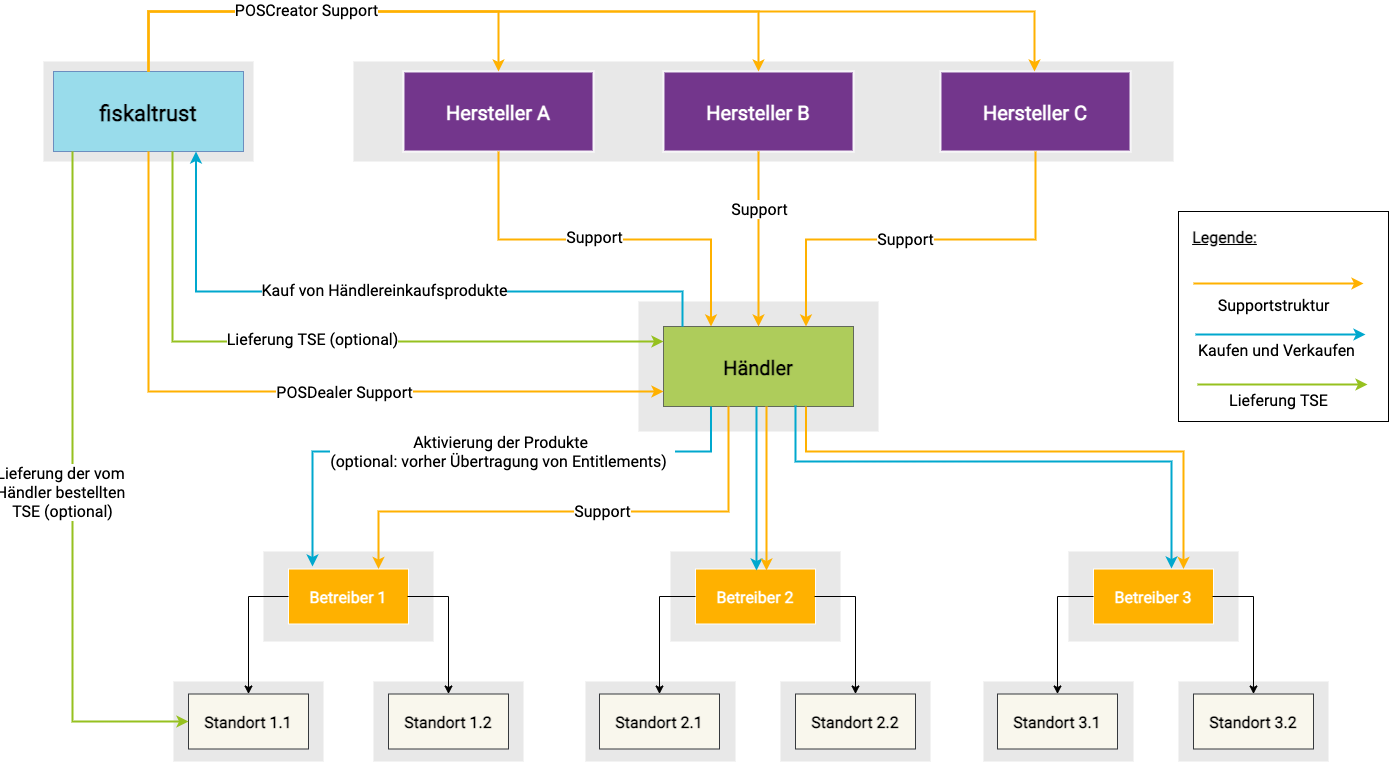 POSCreator Support
fiskaltrust
Hersteller A
Hersteller B
Hersteller C
Support
Support
Support
Legende:
Supportstruktur
Kaufen und Verkaufen
Lieferung TSE
Kauf von Händlereinkaufsprodukte
Lieferung TSE (optional)
Händler
POSDealer Support
Aktivierung der Produkte
(optional: vorher Übertragung von Entitlements)
Lieferung der vom
Händler bestellten
TSE (optional)
Support
Betreiber 1
Betreiber 2
Betreiber 3
Standort 1.1
Standort 1.2
Standort 2.1
Standort 2.2
Standort 3.1
Standort 3.2